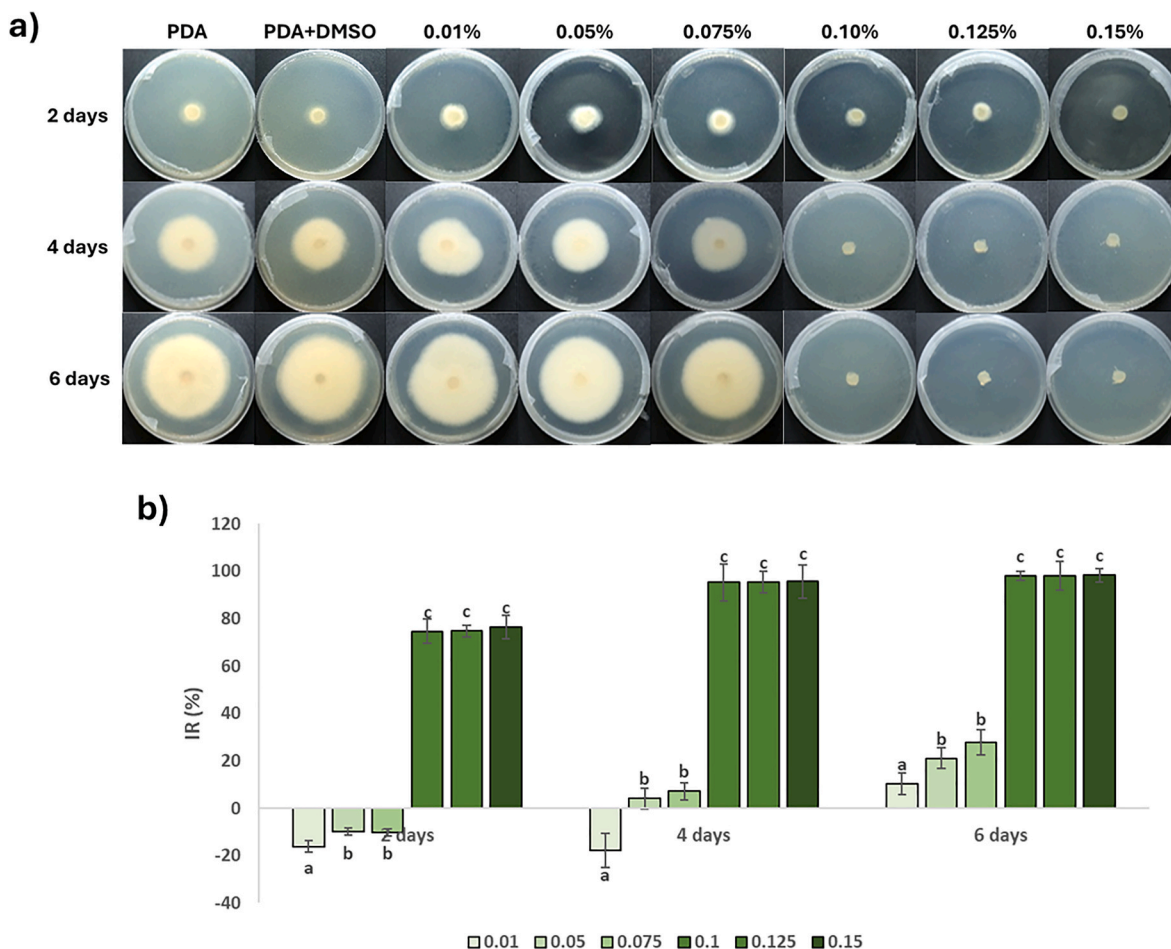 a)
PDA PDA+DMSO 0.01% 0.05% 0.075% 0.10% 0.125% 0.15%
2 days
4 days
6 days
b)
120
100
80
60
40
20
0
-20
-40
IR (%)
a b b c c c
a b b c c c
a b b c c c
2 days 4 days 6 days
0.01 0.05 0.075 0.1 0.125 0.15